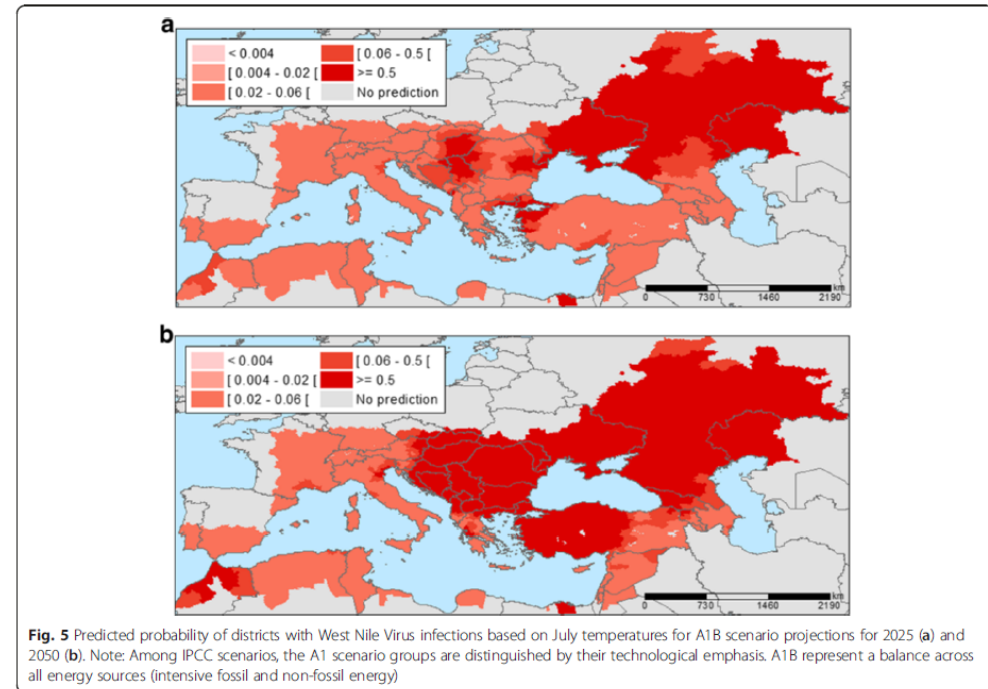 a
< 0.004 [ 0.06 - 0.5 [
[ 0.004 - 0.02 [ >= 0.5
[ 0.02 - 0.06 [ No prediction
km
0 730 1460 2190
b
< 0.004 [ 0.06 - 0.5 [
[ 0.004 - 0.02 [ >= 0.5
[ 0.02 - 0.06 [ No prediction
km
0 730 1460 2190
Fig. 5 Predicted probability of districts with West Nile Virus infections based on July temperatures for A1B scenario projections for 2025 (a) and
2050 (b). Note: Among IPCC scenarios, the A1 scenario groups are distinguished by their technological emphasis. A1B represent a balance across
all energy sources (intensive fossil and non-fossil energy)